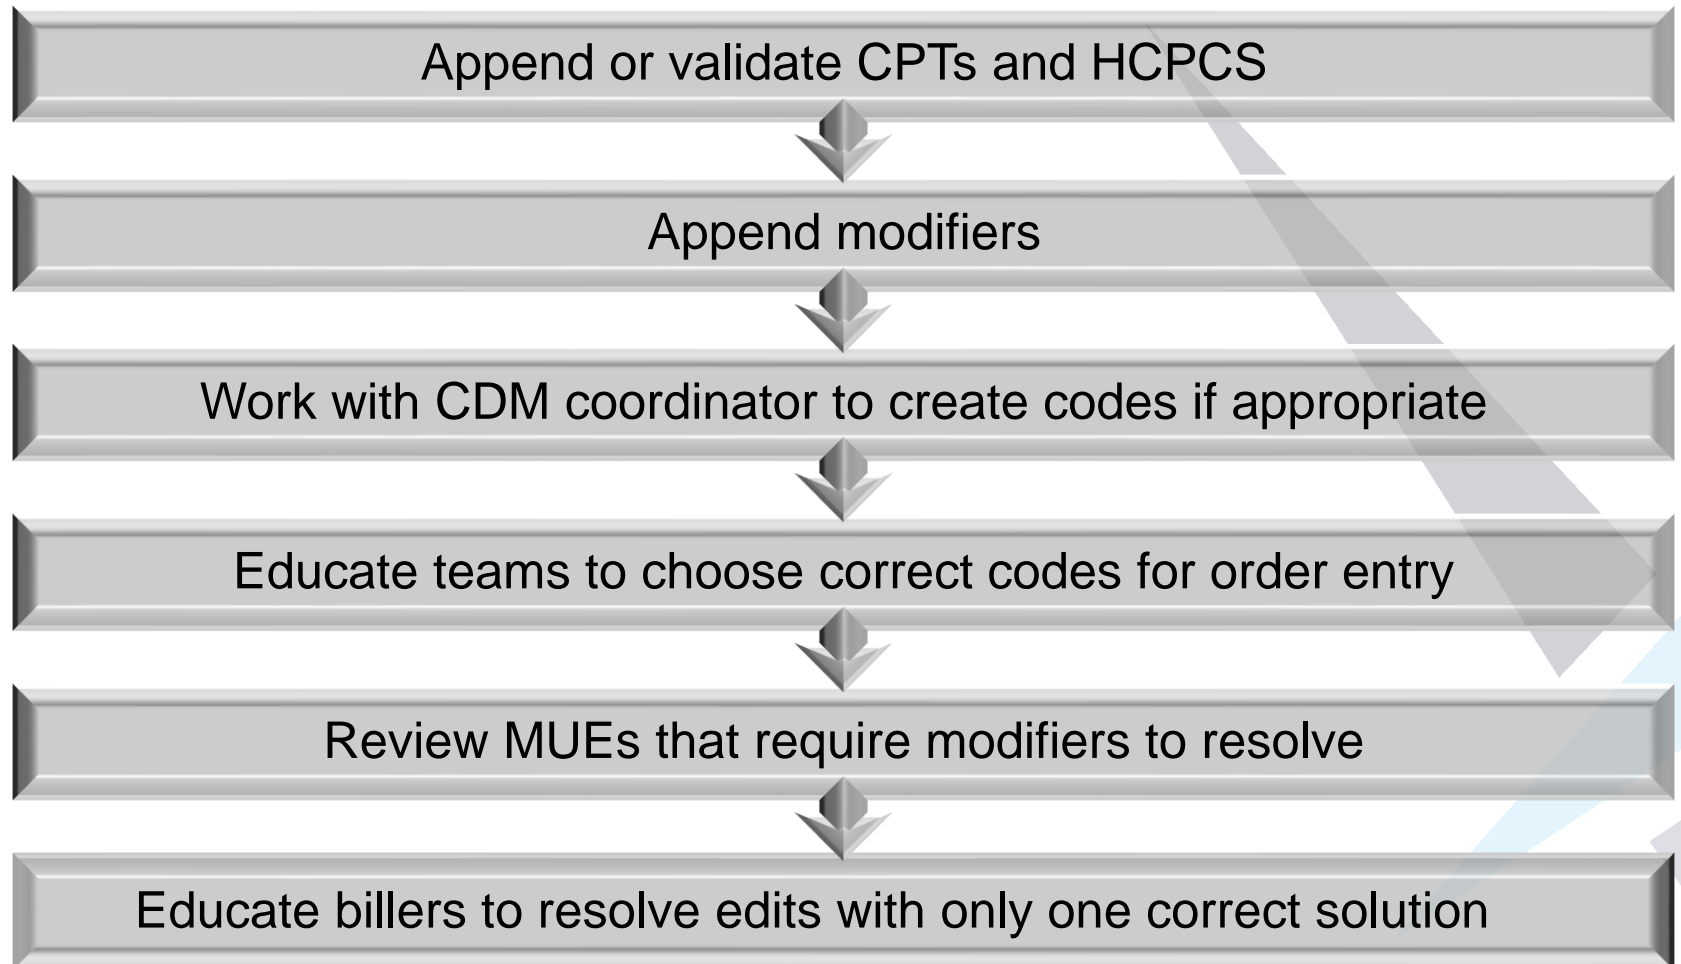 Append or validate CPTs and HCPCS
Append modifiers
Work with CDM coordinator to create codes if appropriate
Educate teams to choose correct codes for order entry
Review MUEs that require modifiers to resolve
Educate billers to resolve edits with only one correct solution